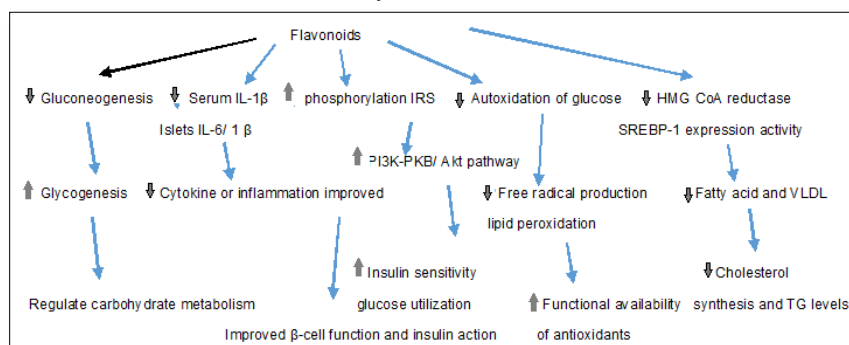 Flavonoids
Gluconeogenesis Serum IL-1β phosphorylation IRS Autoxidation of glucose HMG CoA reductase
Islets IL-6/ 1 β SREBP-1 expression activity
PI3K-PKB/ Akt pathway
Glycogenesis Cytokine or inflammation improved Free radical production Fatty acid and VLDL
lipid peroxidation
Insulin sensitivity Cholesterol
Regulate carbohydrate metabolism glucose utilization Functional availability synthesis and TG levels
Improved β-cell function and insulin action of antioxidants